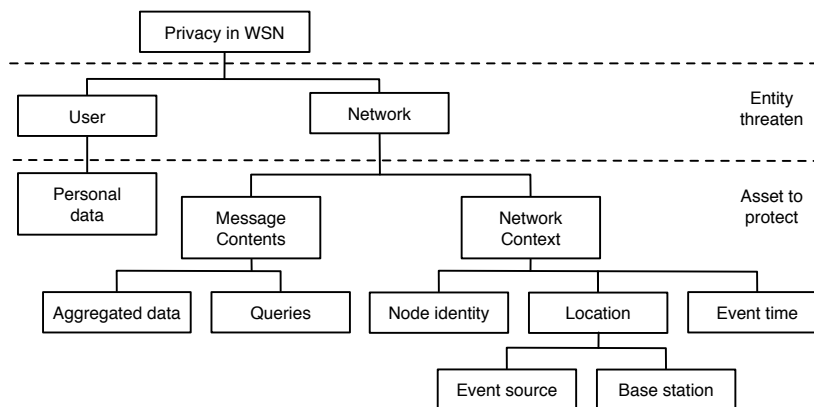 Privacy in WSN
User
Network
Entity
threaten
Personal
data
Message
Contents
Network
Context
Asset to
protect
Aggregated data
Queries
Node identity
Location
Event time
Event source
Base station